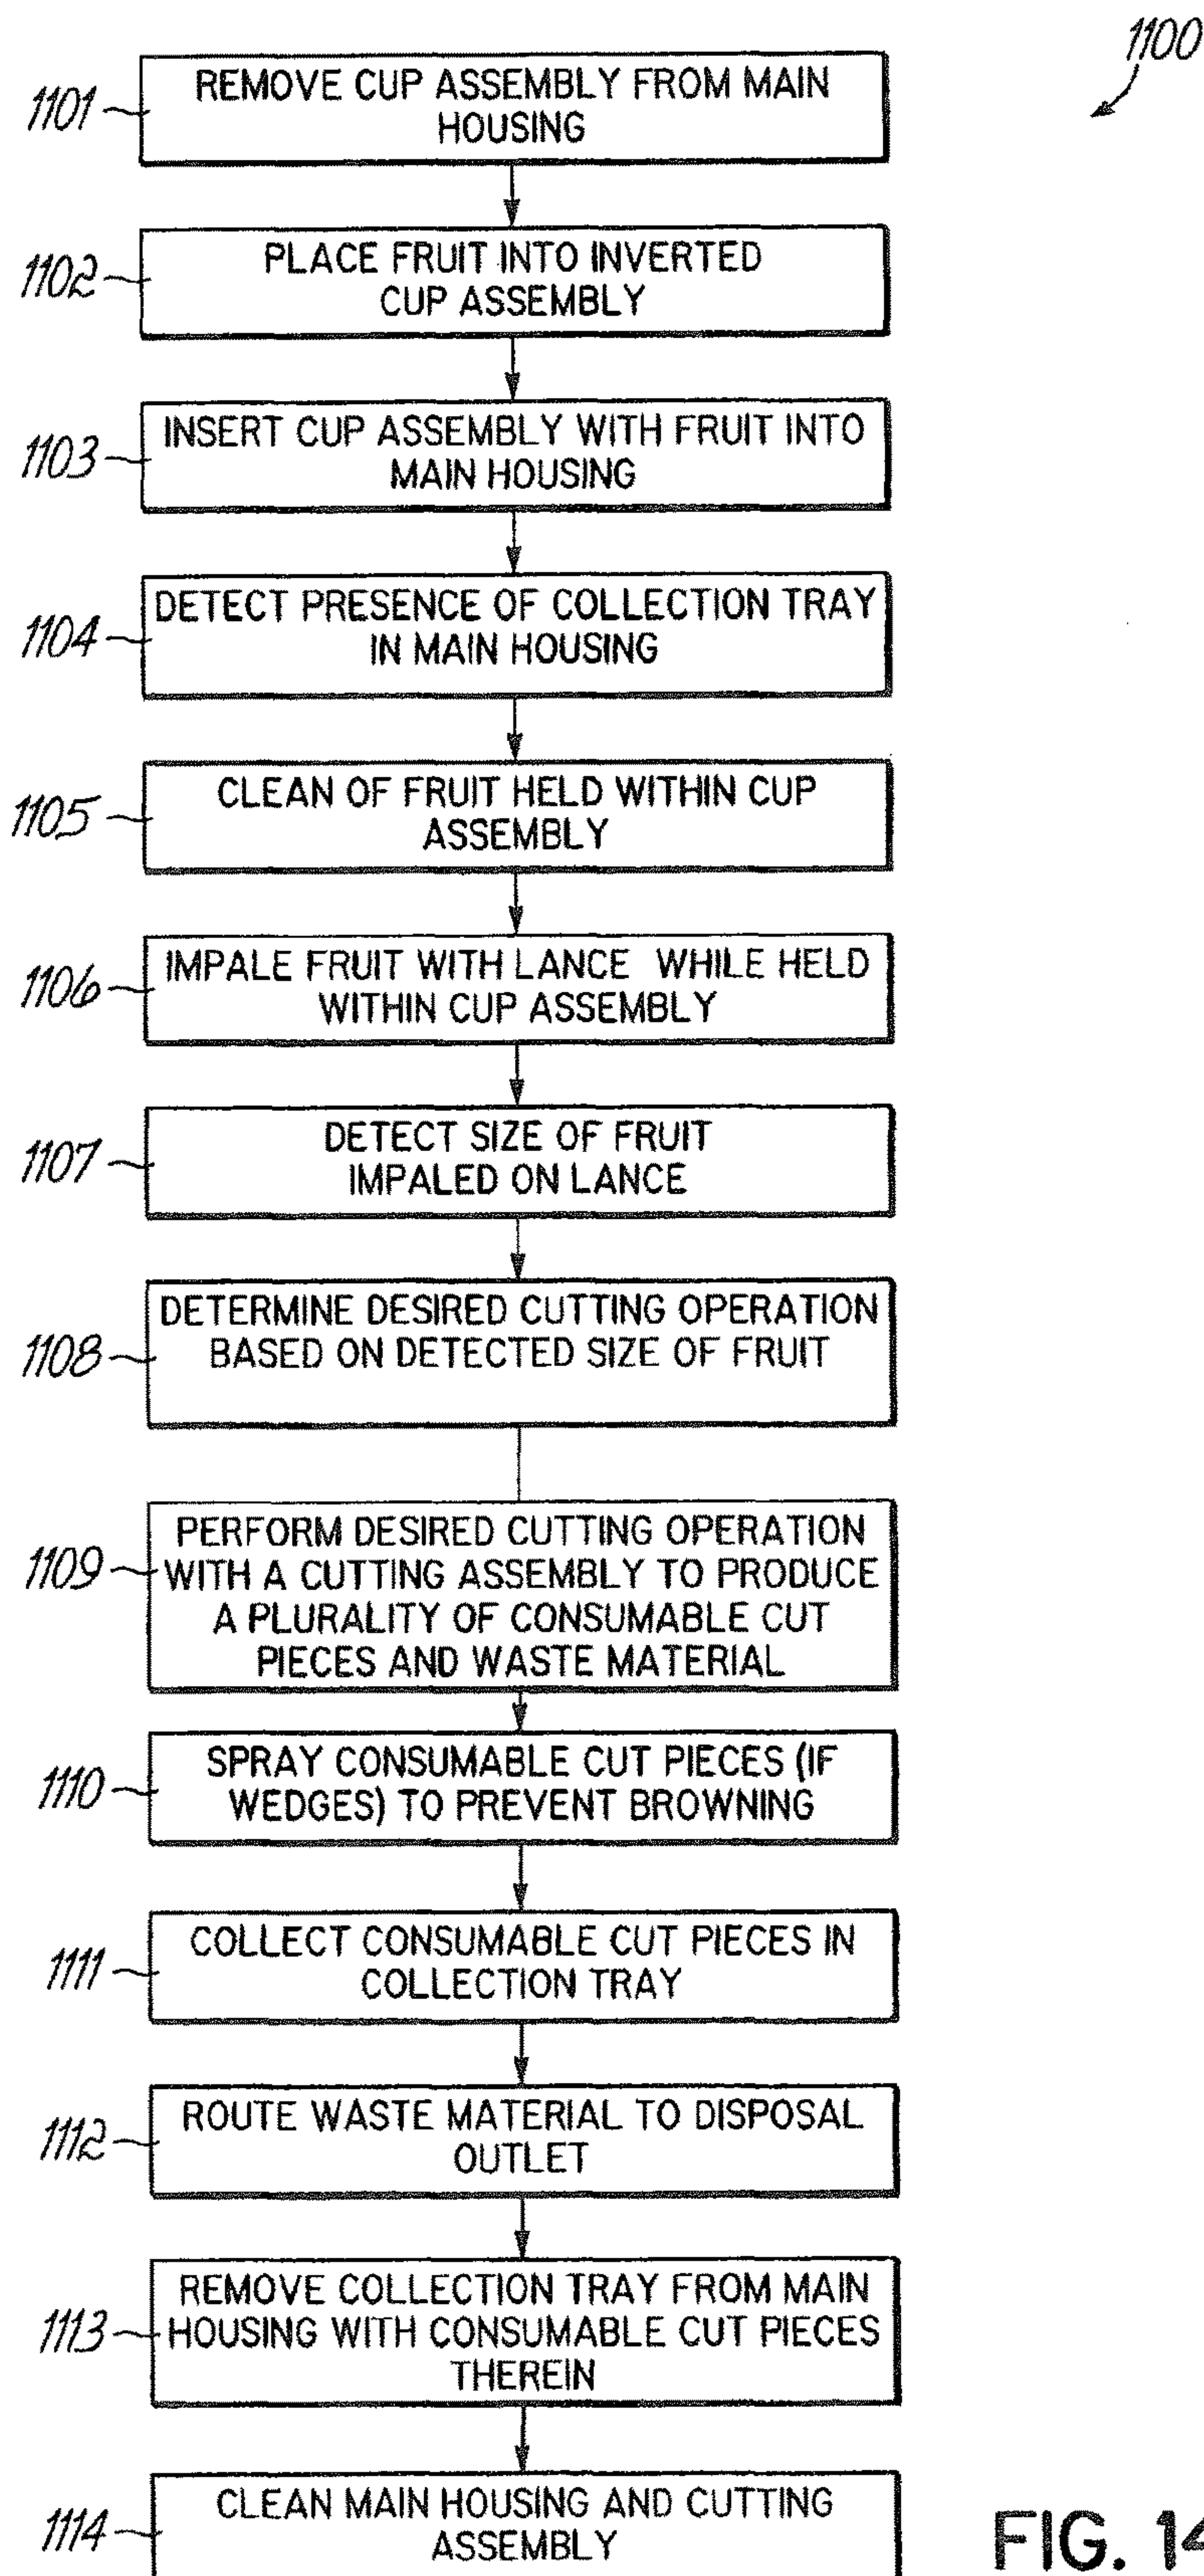 1100
1101
REMOVE CUP ASSEMBLY FROM MAIN
HOUSING
1102
PLACE FRUIT INTO INVERTED
CUP ASSEMBLY
1103
INSERT CUP ASSEMBLY WITH FRUIT INTO
MAIN HOUSING
1104
DETECT PRESENCE OF COLLECTION TRAY
IN MAIN HOUSING
1105
CLEAN OF FRUIT HELD WITHIN CUP
ASSEMBLY
1106
IMPALE FRUIT WITH LANCE WHILE HELD
WITHIN CUP ASSEMBLY
1107
DETECT SIZE OF FRUIT
IMPALED ON LANCE
1108
DETERMINE DESIRED CUTTING OPERATION
BASED ON DETECTED SIZE OF FRUIT
1109
PERFORM DESIRED CUTTING OPERATION
WITH A CUTTING ASSEMBLY TO PRODUCE
A PLURALITY OF CONSUMABLE CUT
PIECES AND WASTE MATERIAL
1110
SPRAY CONSUMABLE CUT PIECES (IF
WEDGES) TO PREVENT BROWNING
1111
COLLECT CONSUMABLE CUT PIECES IN
COLLECTION TRAY
1112
ROUTE WASTE MATERIAL TO DISPOSAL
OUTLET
1113
REMOVE COLLECTION TRAY FROM MAIN
HOUSING WITH CONSUMABLE CUT PIECES
THEREIN
1114
CLEAN MAIN HOUSING AND CUTTING
ASSEMBLY
FIG. 14